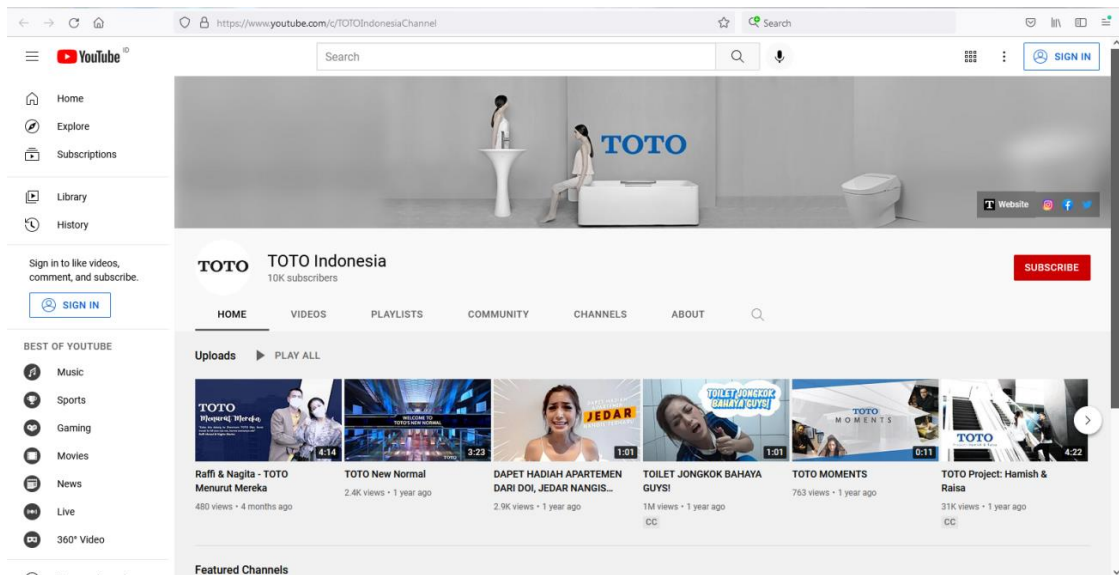 https://www.youtube.com/c/TOTOIndonesiaChannel
Search
YouTube ID
Search
SIGN IN
Home
Explore
Subscriptions
Library
History
Sign in to like videos,
comment, and subscribe.
SIGN IN
BEST OF YOUTUBE
Music
Sports
Gaming
Movies
News
Live
360° Video
TOTO
T Website
TOTO
TOTO Indonesia
10K subscribers
SUBSCRIBE
HOME VIDEOS PLAYLISTS COMMUNITY CHANNELS ABOUT
Uploads PLAY ALL
TOTO
Menurut Mereka
4:14
Raffi & Nagita - TOTO
Menurut Mereka
480 views • 4 months ago
WELCOME TO
TOTO'S NEW NORMAL
TOTO
3:23
TOTO New Normal
2.4K views • 1 year ago
DAPET HADIAH
JEDAR
1:01
DAPET HADIAH APARTEMEN
DARI DOI, JEDAR NANGIS...
2.9K views • 1 year ago
TOILET JONGKOK
BAHAYA GUYS!
1:01
TOILET JONGKOK BAHAYA
GUYS!
1M views • 1 year ago
CC
TOTO
MOMENTS
0:11
TOTO MOMENTS
763 views • 1 year ago
TOTO
4:22
TOTO Project: Hamish &
Raisa
31K views • 1 year ago
CC
Featured Channels